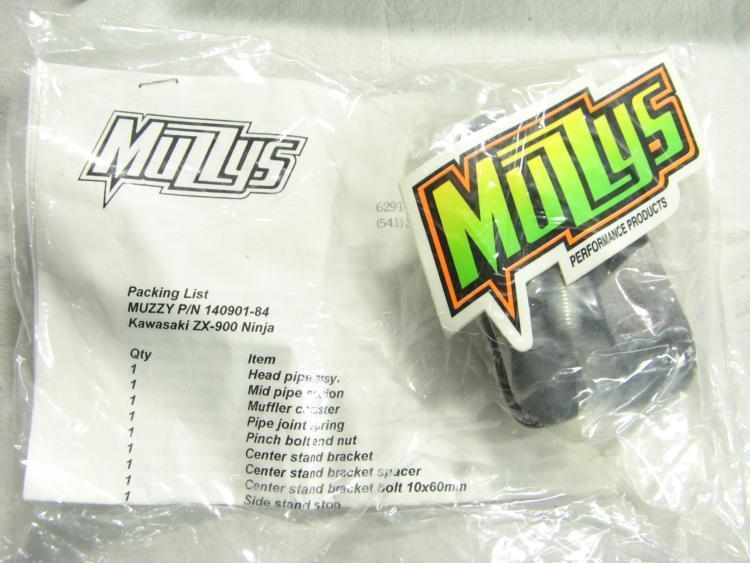 MUZZYS
6291
(541)
Packing List
MUZZY P/N 140901-84
Kawasaki ZX-900 Ninja
Qty Item
1 Head pipe assy.
1 Mid pipe section
1 Muffler canister
1 Pipe joint spring
1 Pinch bolt and nut
1 Center stand bracket
1 Center stand bracket spacer
1 Center stand bracket bolt 10x60mm
1 Side stand stop
MUZZYS
PERFORMANCE PRODUCTS